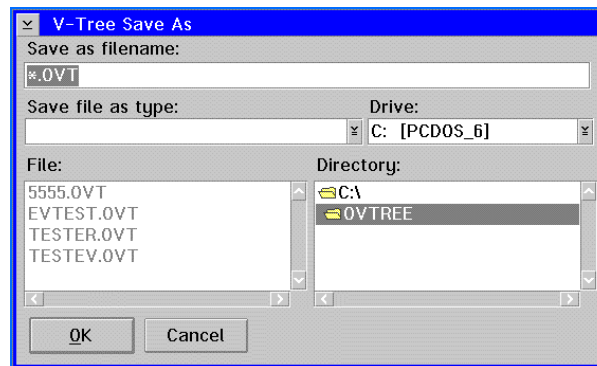 V-Tree Save As
Save as filename:
*.OVT
Save file as type:
Drive:
C: [PCDOS_6]
File:
Directory:
5555.OVT
EVTEST.OVT
TESTER.OVT
TESTEV.OVT
C:\
OVTREE
OK
Cancel